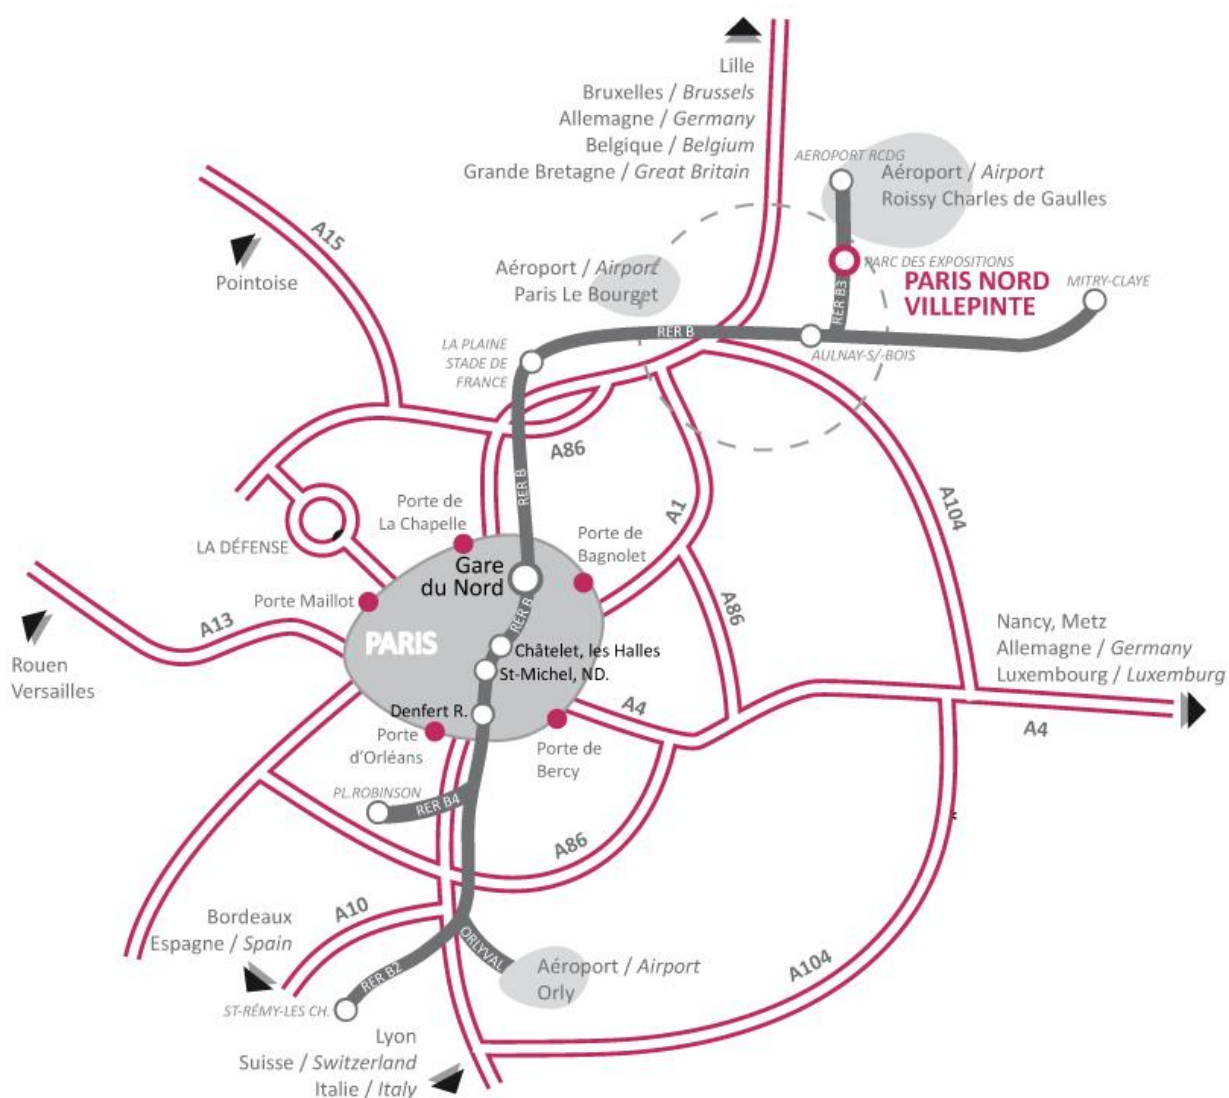 Lille
Bruxelles / Brussels
Allemagne / Germany
Belgique / Belgium
Grande Bretagne / Great Britain
AEROPORT RCDG
Aéroport / Airport
Roissy Charles de Gaulles
A15
Pointoise
Aéroport / Airport
Paris Le Bourget
PARC DES EXPOSITIONS
PARIS NORD
VILLEPINTE
MITRY-CLAYE
RER B3
RER B
LA PLAINE
STADE DE
FRANCE
AULNAY-S/-BOIS
A86
RER B
A1
A104
Porte de
La Chapelle
Porte de
Bagnolet
LA DÉFENSE
Gare
du Nord
Porte Maillot
RER B
A13
A86
PARIS
Châtelet, les Halles
St-Michel, ND.
Rouen
Versailles
Nancy, Metz
Allemagne / Germany
Luxembourg / Luxemburg
Denfert R.
A4
A4
Porte
d'Orléans
Porte de
Bercy
PL.ROBINSON
RER B4
A86
A10
Bordeaux
Espagne / Spain
ORLYVAL
RER B2
Aéroport / Airport
Orly
A104
ST-RÉMY-LES CH.
Lyon
Suisse / Switzerland
Italie / Italy